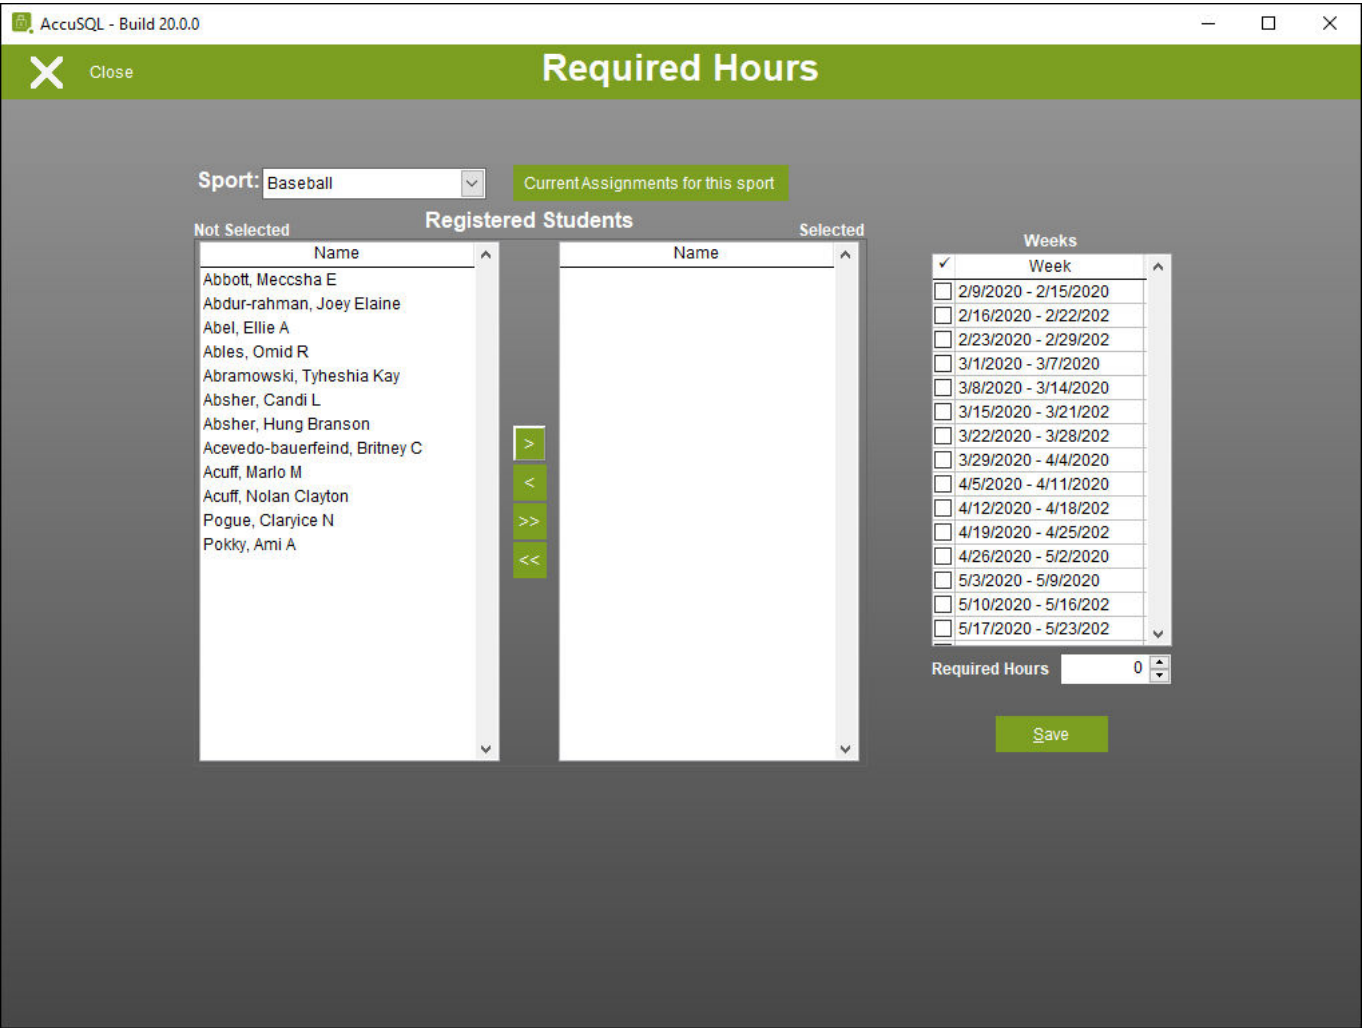 AccuSQL - Build 20.0.0
Close
Required Hours
Sport: Baseball
Current Assignments for this sport
Registered Students
Not Selected
Selected
Name
Abbott, Meccsha E
Abdur-rahman, Joey Elaine
Abel, Ellie A
Ables, Omid R
Abramowski, Tyheshia Kay
Absher, Candi L
Absher, Hung Branson
Acevedo-bauerfeind, Britney C
Acuff, Marlo M
Acuff, Nolan Clayton
Pogue, Claryice N
Pokky, Ami A
>
<
>>
<<
Name
Weeks
Week
2/9/2020 - 2/15/2020
2/16/2020 - 2/22/202
2/23/2020 - 2/29/202
3/1/2020 - 3/7/2020
3/8/2020 - 3/14/2020
3/15/2020 - 3/21/202
3/22/2020 - 3/28/202
3/29/2020 - 4/4/2020
4/5/2020 - 4/11/2020
4/12/2020 - 4/18/202
4/19/2020 - 4/25/202
4/26/2020 - 5/2/2020
5/3/2020 - 5/9/2020
5/10/2020 - 5/16/202
5/17/2020 - 5/23/202
Required Hours 0
Save